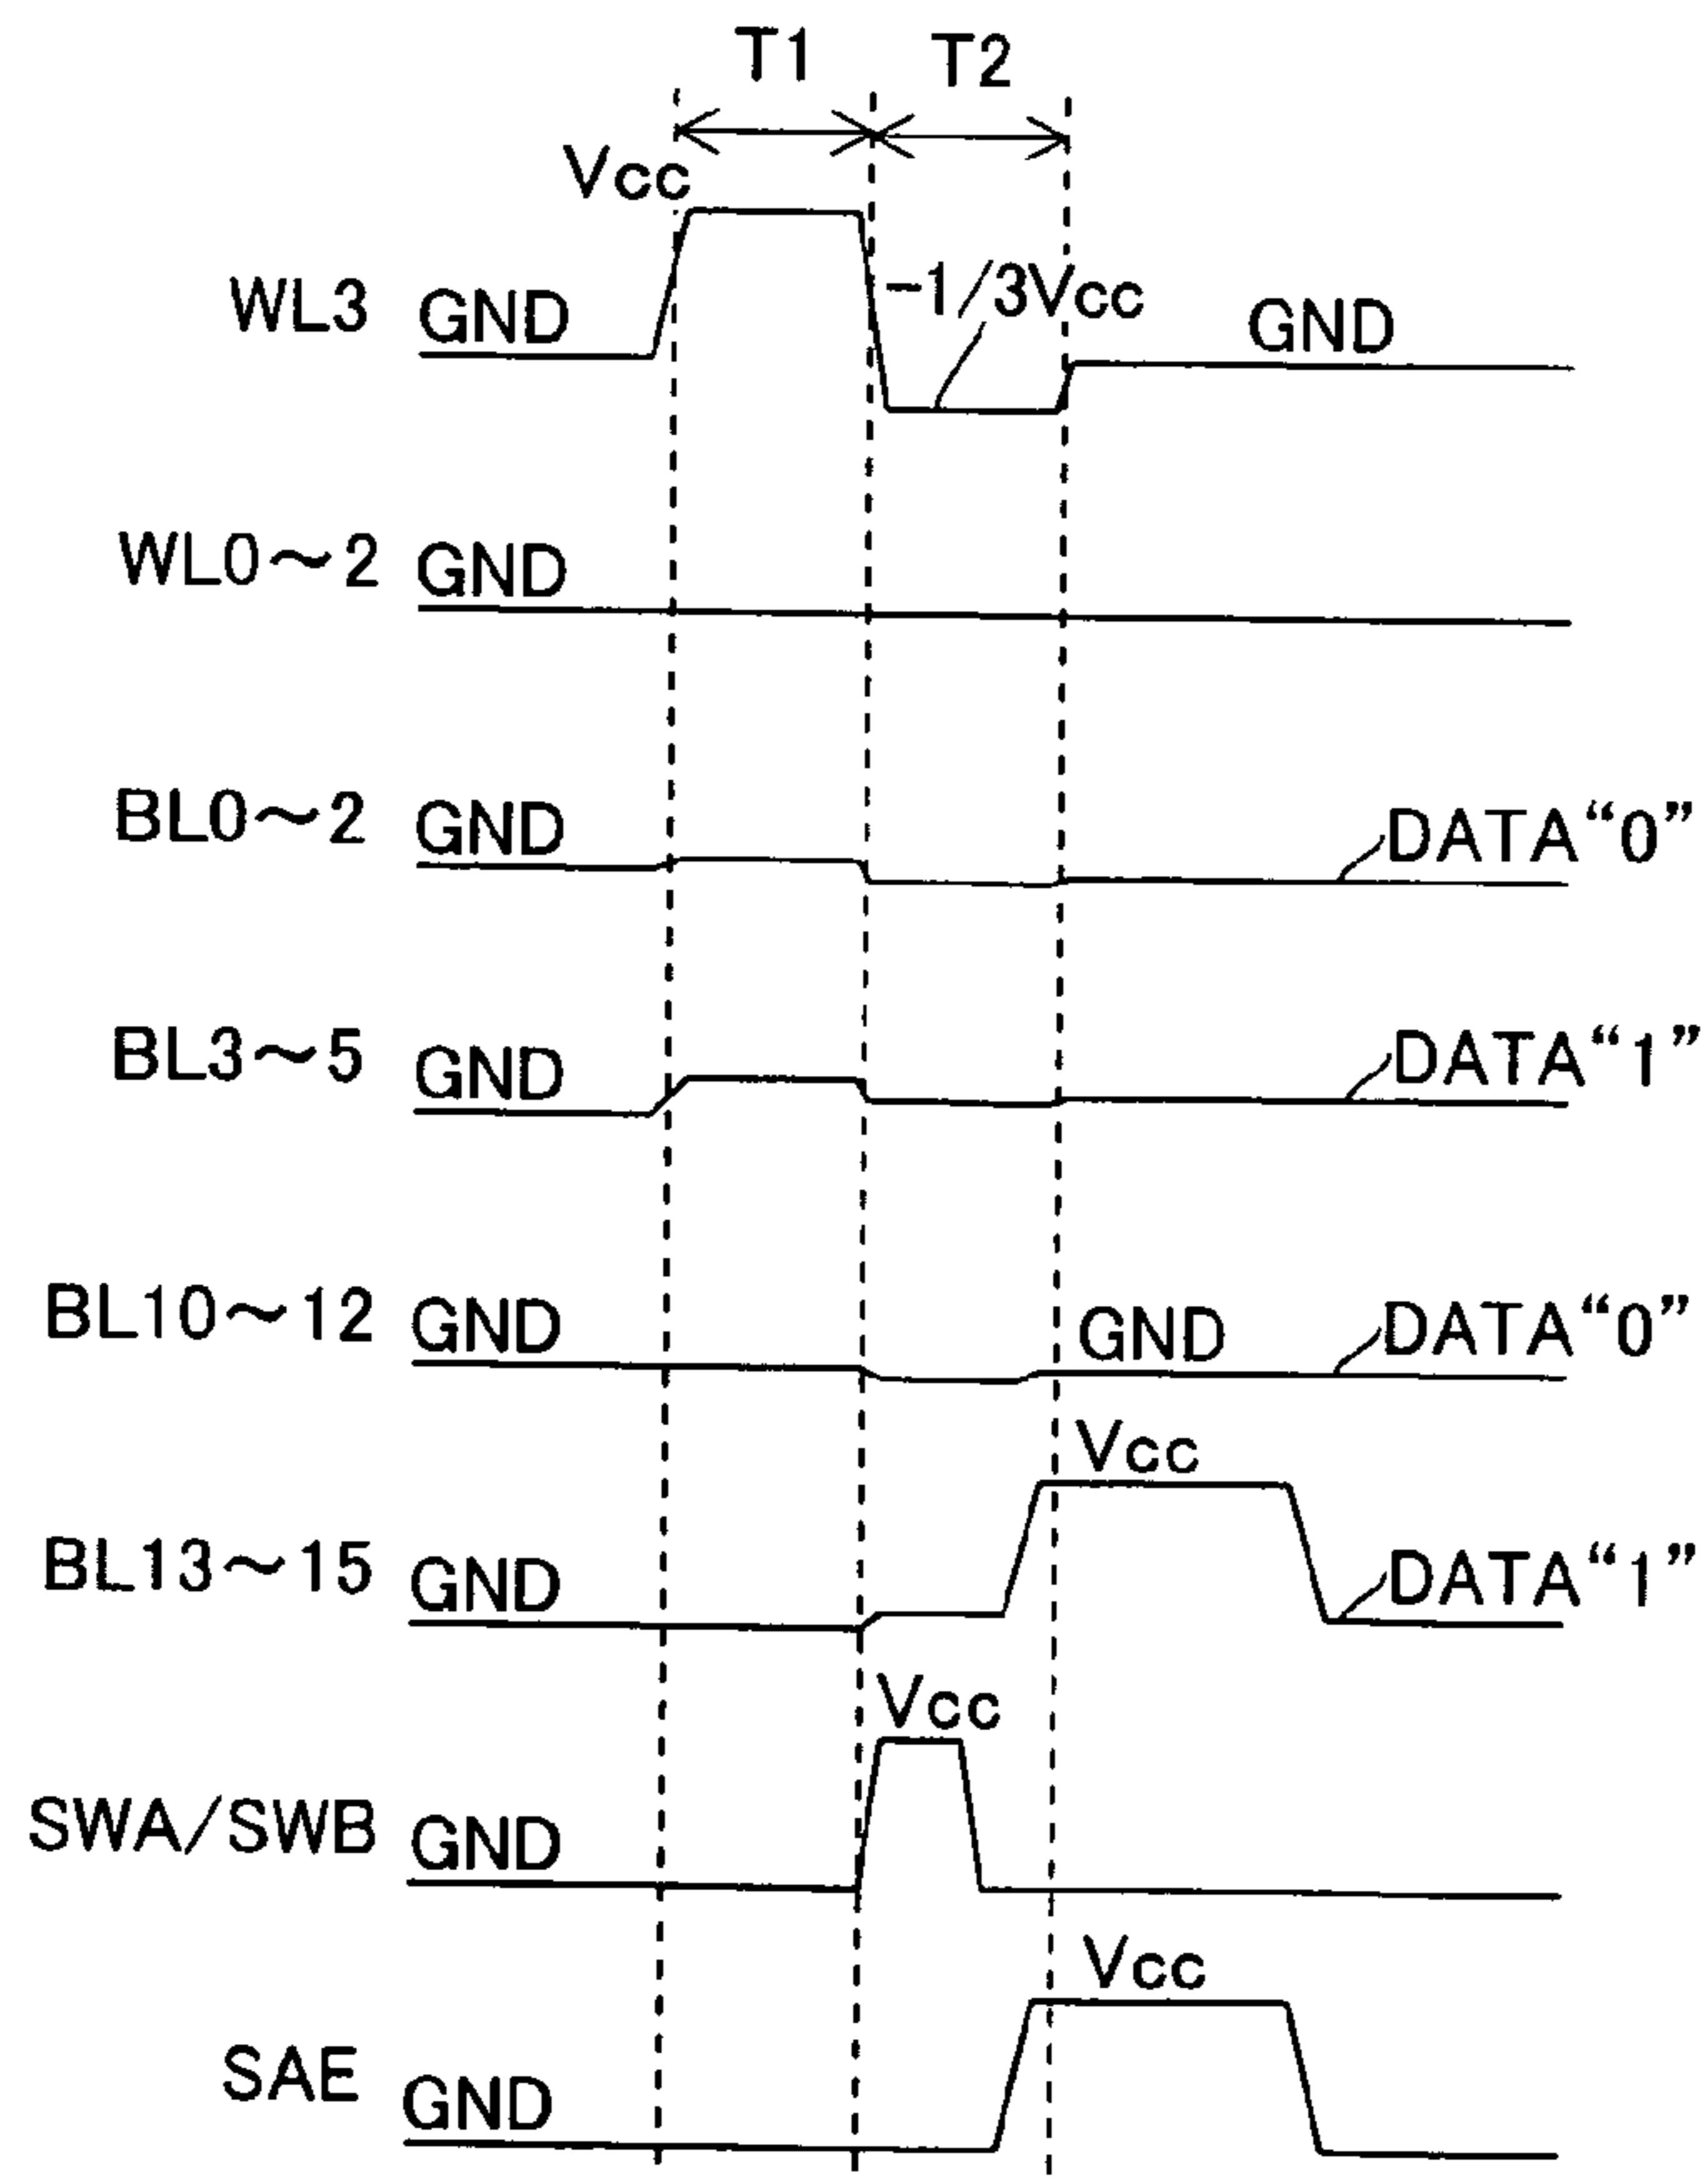 T1 T2
Vcc
WL3 GND -1/3Vcc GND
WL0～2 GND
BL0～2 GND DATA“0”
BL3～5 GND DATA“1”
BL10～12 GND GND DATA“0”
Vcc
BL13～15 GND DATA“1”
Vcc
SWA/SWB GND
Vcc
SAE GND